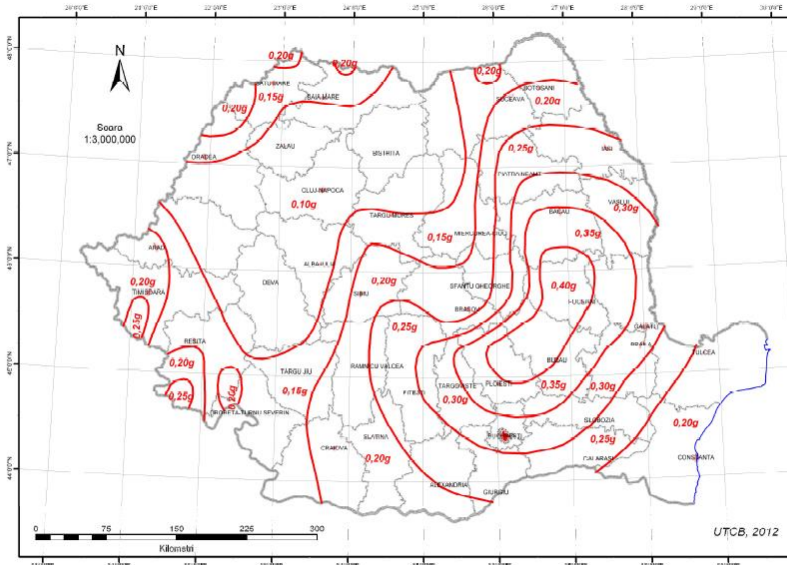 N
Scara
1:3,000,000
0,20g
0,20g
0,20g
SATU MARE
0,15g
BAIA MARE
BOTOSANI
SUCEAVA
0,20g
0,20g
ORADEA
ZALAU
BISTRITA
0,25g
IASI
PIATRA NEAMT
CLUJ-NAPOCA
0,10g
TARGU-MURES
VASLUI
0,30g
BACAU
MIERCUREA-CIUC
0,15g
0,35g
ARAD
ALBA IULIA
DEVA
0,20g
TIMISOARA
0,20g
SIBIU
SFANTU GHEORGHE
0,40g
FOCSANI
BRASOV
0,25g
0,25g
GALATI
BRAILA
TULCEA
RESITA
0,20g
0,25g
0,20g
TARGU JIU
0,15g
RAMNICU VALCEA
PITESTI
TARGOVISTE
0,30g
PLOIESTI
BUZAU
0,35g
0,30g
DROBETA-TURNU SEVERIN
SLOBOZIA
0,25g
0,20g
BUCURESTI
CRAIOVA
SLATINA
0,20g
CALARASI
CONSTANTA
ALEXANDRIA
GIURGIU
0 75 150 225 300
Kilometri
UTCB, 2012